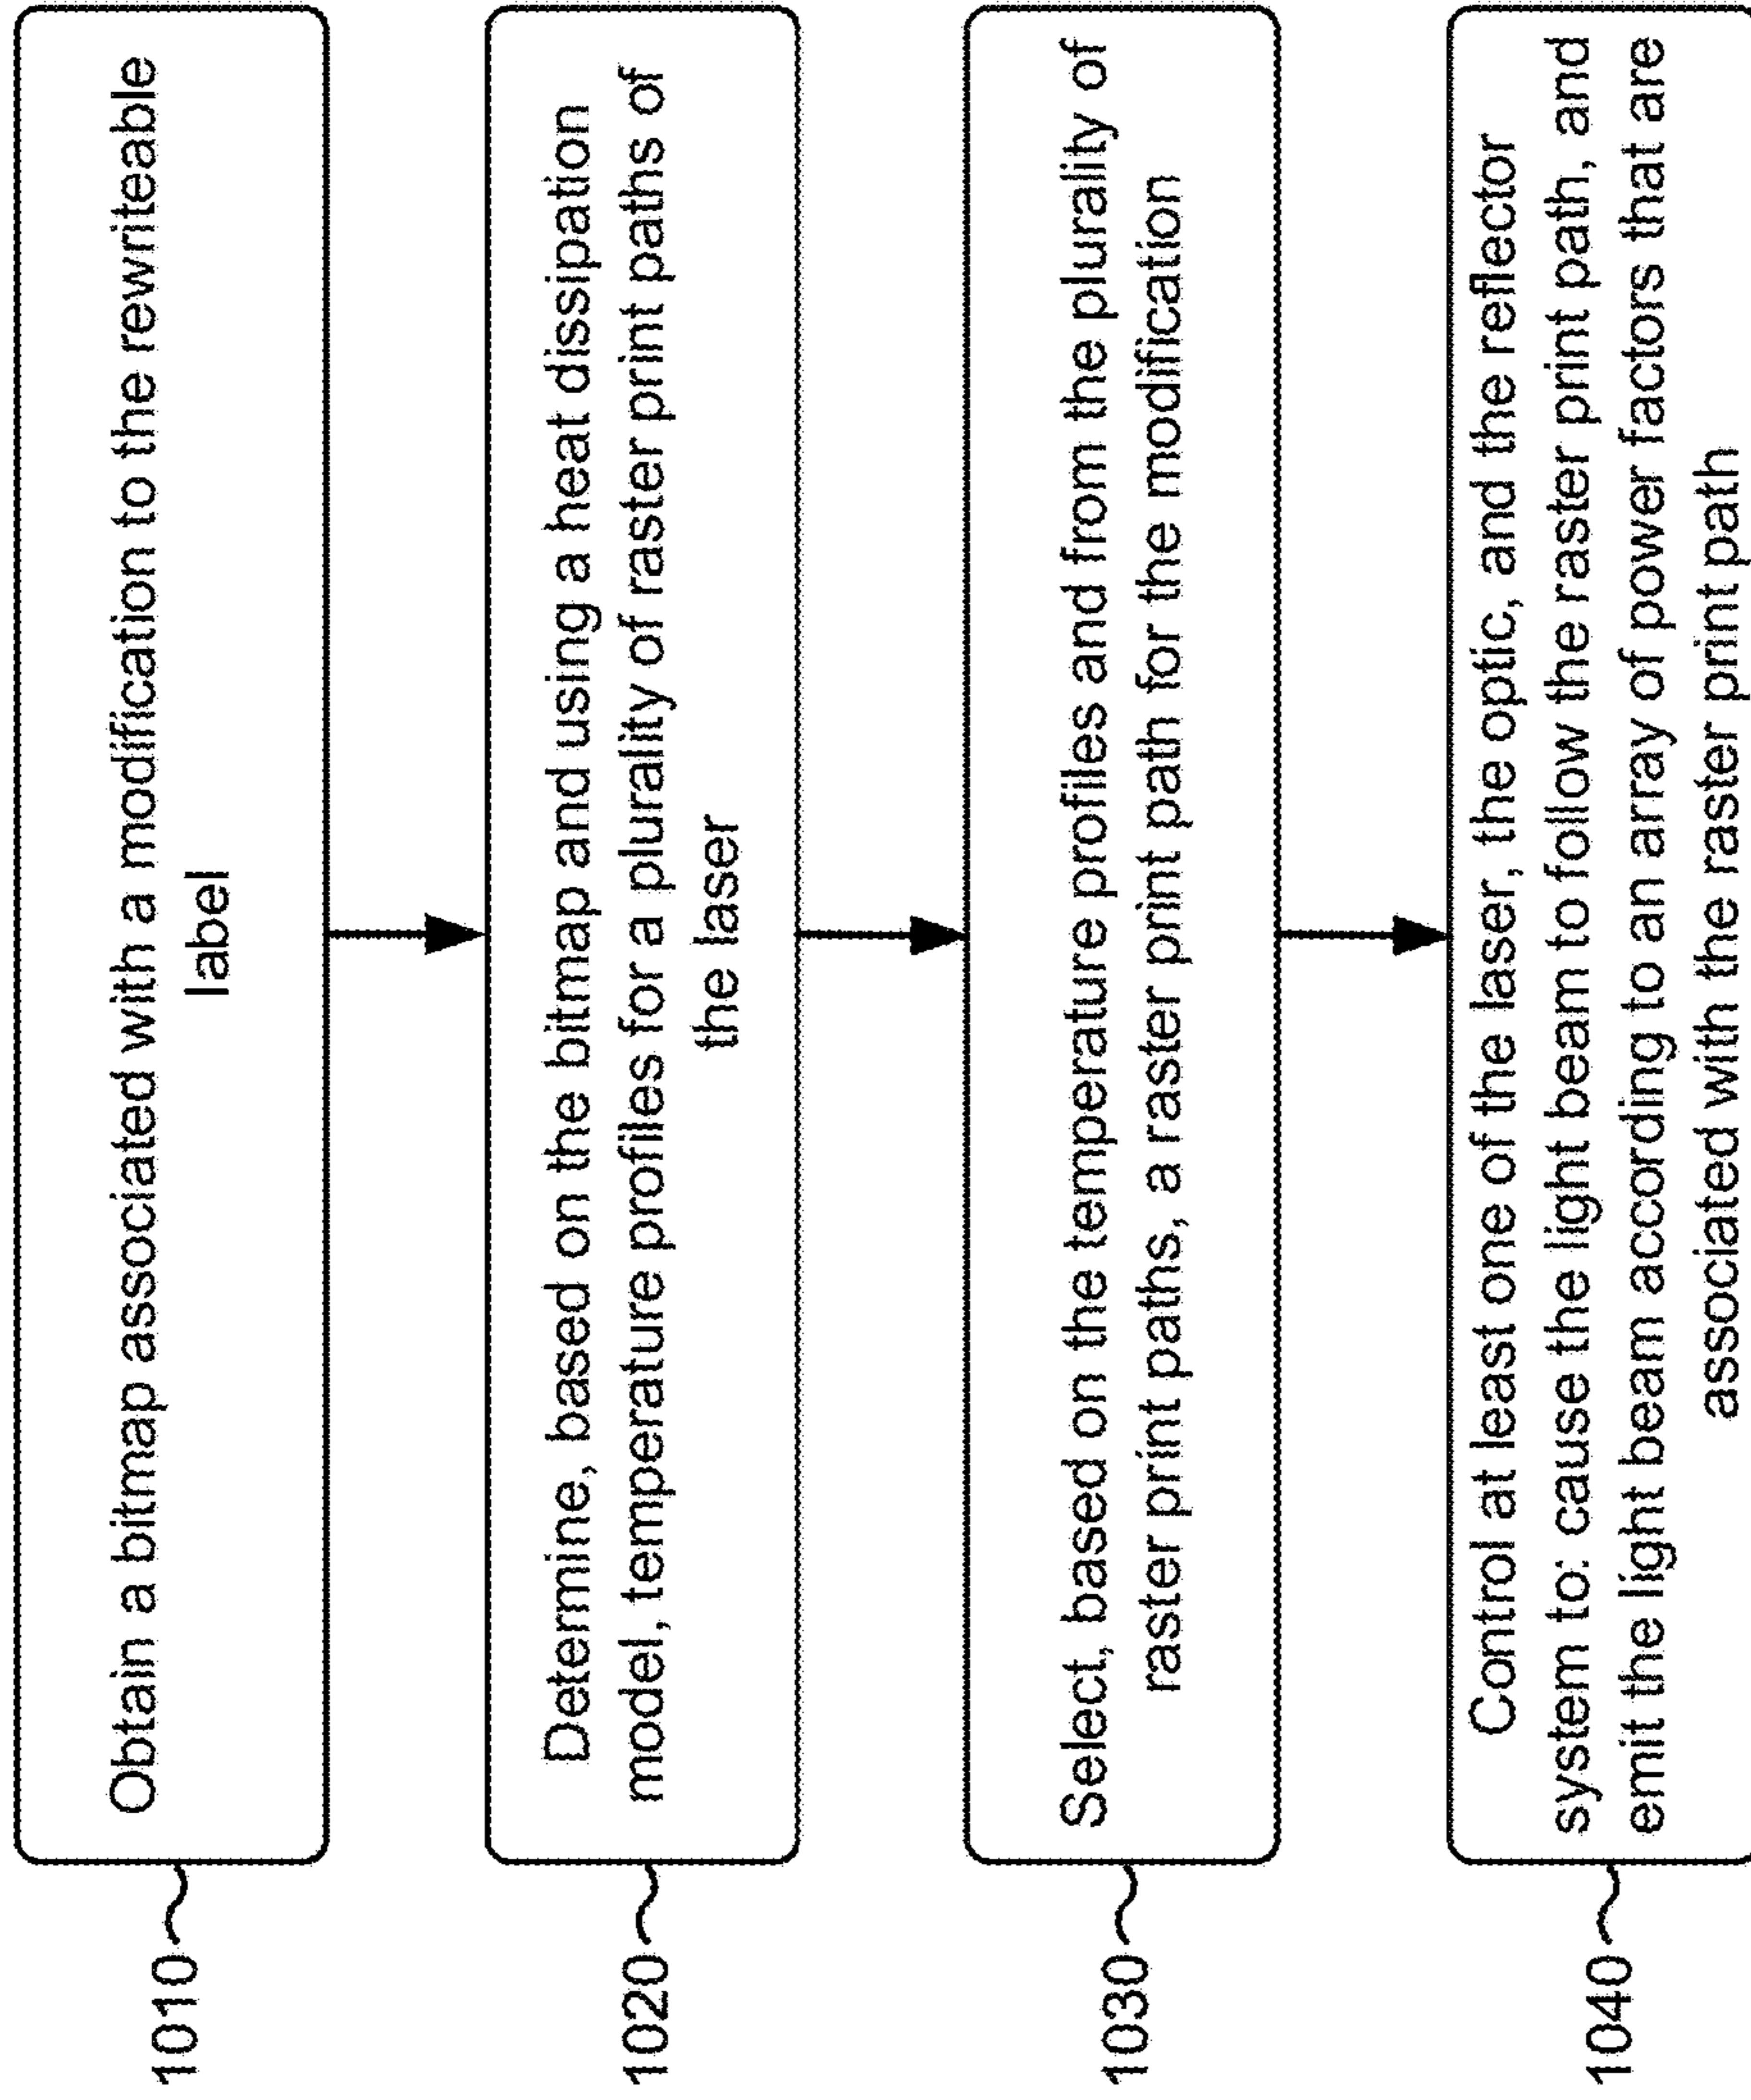 1010
Obtain a bitmap associated with a modification to the rewriteable
label
1020
Determine, based on the bitmap and using a heat dissipation
model, temperature profiles for a plurality of raster print paths of
the laser
1030
Select, based on the temperature profiles and from the plurality of
raster print paths, a raster print path for the modification
1040
Control at least one of the laser, the optic, and the reflector
system to: cause the light beam to follow the raster print path, and
emit the light beam according to an array of power factors that are
associated with the raster print path